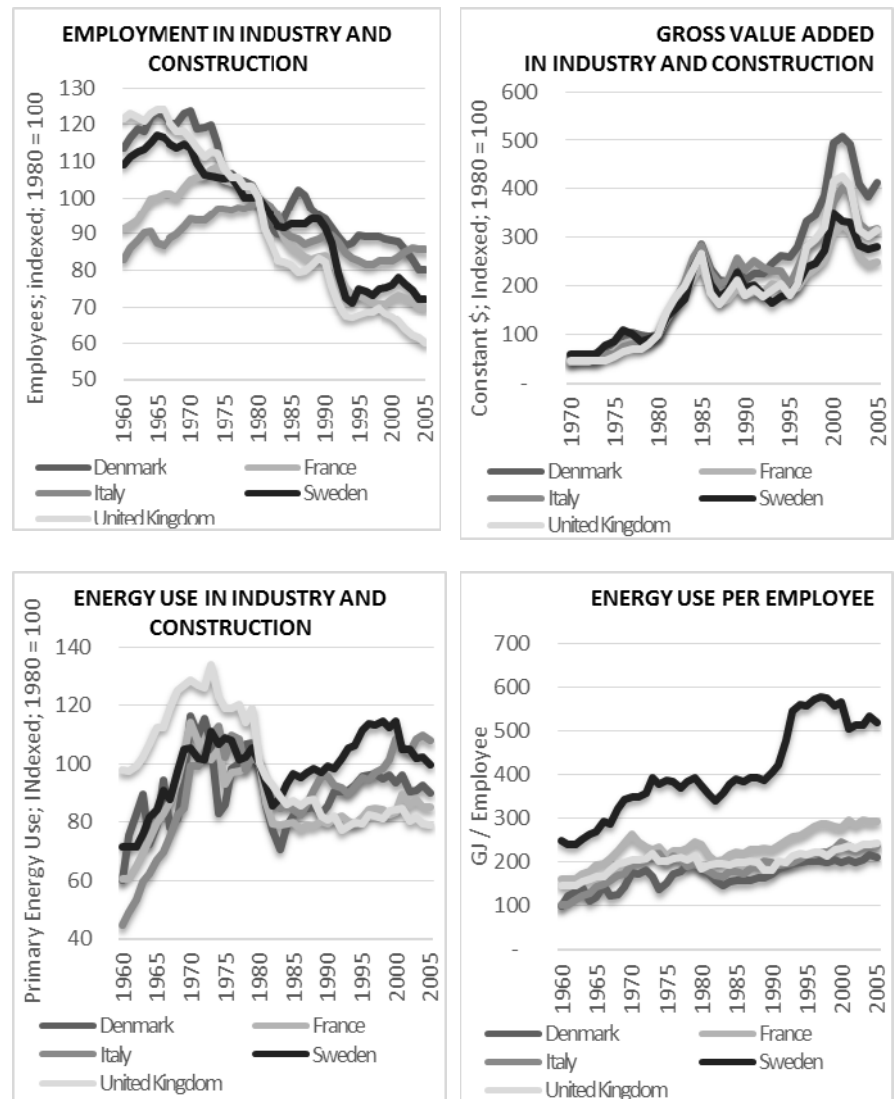 EMPLOYMENT IN INDUSTRY AND
CONSTRUCTION
Employees; indexed; 1980 = 100
130
120
110
100
90
80
70
60
50
1960
1965
1970
1975
1980
1985
1990
1995
2000
2005
Denmark France
Italy Sweden
United Kingdom
GROSS VALUE ADDED
IN INDUSTRY AND CONSTRUCTION
Constant $; Indexed; 1980 = 100
600
500
400
300
200
100
-
1970
1975
1980
1985
1990
1995
2000
2005
Denmark France
Italy Sweden
United Kingdom
ENERGY USE IN INDUSTRY AND
CONSTRUCTION
Primary Energy Use; INdexed; 1980 = 100
140
120
100
80
60
40
1960
1965
1970
1975
1980
1985
1990
1995
2000
2005
Denmark France
Italy Sweden
United Kingdom
ENERGY USE PER EMPLOYEE
GJ / Employee
700
600
500
400
300
200
100
-
1960
1965
1970
1975
1980
1985
1990
1995
2000
2005
Denmark France
Italy Sweden
United Kingdom